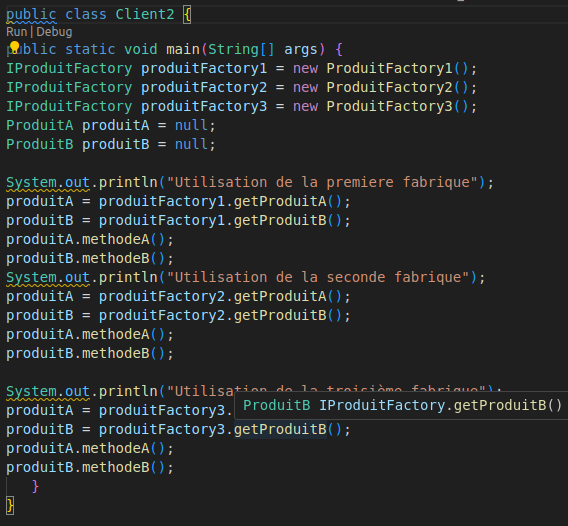 public class Client2 {
Run | Debug
public static void main(String[] args) {
IProduitFactory produitFactory1 = new ProduitFactory1();
IProduitFactory produitFactory2 = new ProduitFactory2();
IProduitFactory produitFactory3 = new ProduitFactory3();
ProduitA produitA = null;
ProduitB produitB = null;
System.out.println("Utilisation de la premiere fabrique");
produitA = produitFactory1.getProduitA();
produitB = produitFactory1.getProduitB();
produitA.methodeA();
produitB.methodeB();
System.out.println("Utilisation de la seconde fabrique");
produitA = produitFactory2.getProduitA();
produitB = produitFactory2.getProduitB();
produitA.methodeA();
produitB.methodeB();
System.out.println("Utilisation de la troisième fabrique");
produitA = produitFactory3.
ProduitB IProduitFactory.getProduitB()
produitB = produitFactory3.getProduitB();
produitA.methodeA();
produitB.methodeB();
}
}